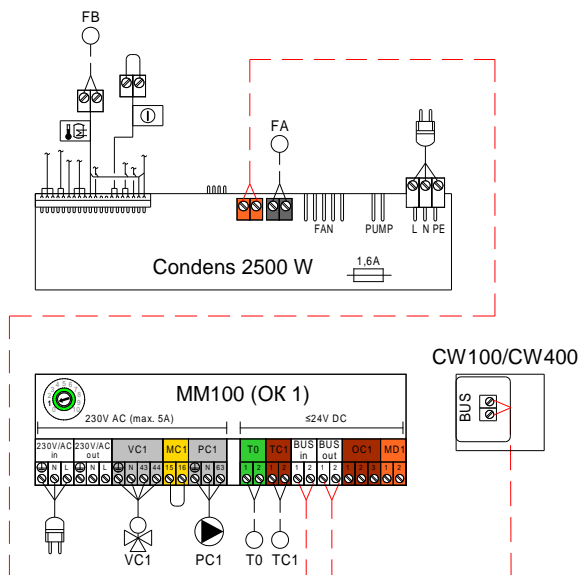 FB
FA
FAN
PUMP
L N PE
Condens 2500 W
1,6A
CW100/CW400
BUS
MM100 (OK 1)
230V AC (max. 5A)
≤24V DC
230V/AC in
230V/AC out
VC1
MC1
PC1
T0
TC1
BUS in
BUS out
OC1
MD1
N L N L N 43 44 15 16 N 63 1 2 1 2 1 2 1 2 1 2 3 1 2
VC1
PC1
T0
TC1